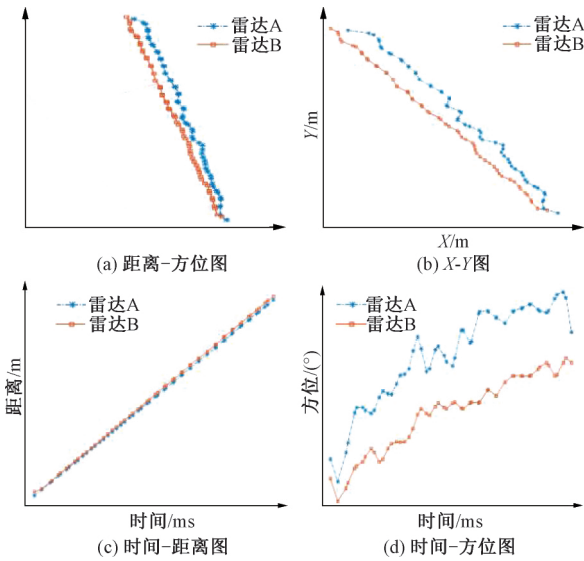 雷达A
雷达B
(a) 距离-方位图
雷达A
雷达B
Y/m
X/m
(b) X-Y图
雷达A
雷达B
距离/m
时间/ms
(c) 时间-距离图
雷达A
雷达B
方位/(°)
时间/ms
(d) 时间-方位图